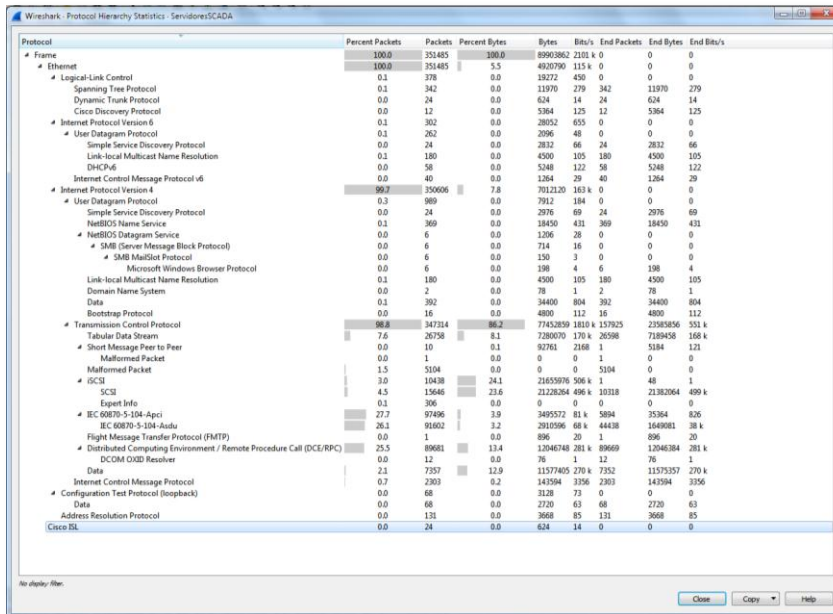 Wireshark · Protocol Hierarchy Statistics · ServidoresSCADA
Protocol Percent Packets Packets Percent Bytes Bytes Bits/s End Packets End Bytes End Bits/s
Frame 100.0 351485 100.0 89903862 2101 k 0 0 0
Ethernet 100.0 351485 5.5 4920790 115 k 0 0 0
Logical-Link Control 0.1 378 0.0 19272 450 0 0 0
Spanning Tree Protocol 0.1 342 0.0 11970 279 342 11970 279
Dynamic Trunk Protocol 0.0 24 0.0 624 14 24 624 14
Cisco Discovery Protocol 0.0 12 0.0 5364 125 12 5364 125
Internet Protocol Version 6 0.1 302 0.0 28052 655 0 0 0
User Datagram Protocol 0.1 262 0.0 2096 48 0 0 0
Simple Service Discovery Protocol 0.0 24 0.0 2832 66 24 2832 66
Link-local Multicast Name Resolution 0.1 180 0.0 4500 105 180 4500 105
DHCPv6 0.0 58 0.0 5248 122 58 5248 122
Internet Control Message Protocol v6 0.0 40 0.0 1264 29 40 1264 29
Internet Protocol Version 4 99.7 350606 7.8 7012120 163 k 0 0 0
User Datagram Protocol 0.3 989 0.0 7912 184 0 0 0
Simple Service Discovery Protocol 0.0 24 0.0 2976 69 24 2976 69
NetBIOS Name Service 0.1 369 0.0 18450 431 369 18450 431
NetBIOS Datagram Service 0.0 6 0.0 1206 28 0 0 0
SMB (Server Message Block Protocol) 0.0 6 0.0 714 16 0 0 0
SMB MailSlot Protocol 0.0 6 0.0 150 3 0 0 0
Microsoft Windows Browser Protocol 0.0 6 0.0 198 4 6 198 4
Link-local Multicast Name Resolution 0.1 180 0.0 4500 105 180 4500 105
Domain Name System 0.0 2 0.0 78 1 2 78 1
Data 0.1 392 0.0 34400 804 392 34400 804
Bootstrap Protocol 0.0 16 0.0 4800 112 16 4800 112
Transmission Control Protocol 98.8 347314 86.2 77452859 1810 k 157925 23585856 551 k
Tabular Data Stream 7.6 26758 8.1 7280070 170 k 26598 7189458 168 k
Short Message Peer to Peer 0.0 10 0.1 92761 2168 1 5184 121
Malformed Packet 0.0 1 0.0 0 0 1 0 0
Malformed Packet 1.5 5104 0.0 0 0 5104 0 0
iSCSI 3.0 10438 24.1 21655976 506 k 1 48 1
SCSI 4.5 15646 23.6 21228264 496 k 10318 21382064 499 k
Expert Info 0.1 306 0.0 0 0 0 0 0
IEC 60870-5-104-Apci 27.7 97496 3.9 3495572 81 k 5894 35364 826
IEC 60870-5-104-Asdu 26.1 91602 3.2 2910596 68 k 44438 1649081 38 k
Flight Message Transfer Protocol (FMTP) 0.0 1 0.0 896 20 1 896 20
Distributed Computing Environment / Remote Procedure Call (DCE/RPC) 25.5 89681 13.4 12046748 281 k 89669 12046384 281 k
DCOM OXID Resolver 0.0 12 0.0 76 1 12 76 1
Data 2.1 7357 12.9 11577405 270 k 7352 11575357 270 k
Internet Control Message Protocol 0.7 2303 0.2 143594 3356 2303 143594 3356
Configuration Test Protocol (loopback) 0.0 68 0.0 3128 73 0 0 0
Data 0.0 68 0.0 2720 63 68 2720 63
Address Resolution Protocol 0.0 131 0.0 3668 85 131 3668 85
Cisco ISL 0.0 24 0.0 624 14 0 0 0
No display filter.
Close Copy Help